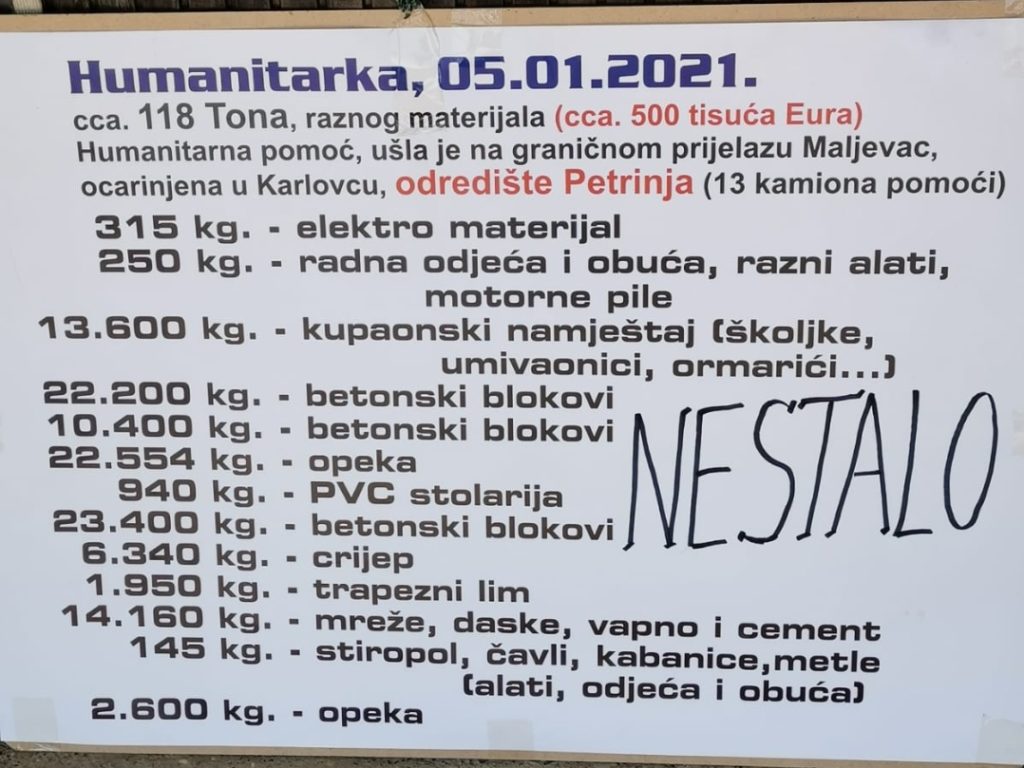 Humanitarka, 05.01.2021.
cca. 118 Tona, raznog materijala (cca. 500 tisuća Eura)
Humanitarna pomoć, ušla je na graničnom prijelazu Maljevac,
ocarinjena u Karlovcu, odredište Petrinja (13 kamiona pomoći)
315 kg. - elektro materijal
250 kg. - radna odjeća i obuća, razni alati,
motorne pile
13.600 kg. - kupaonski namještaj (školjke,
umivaonici, ormarići...)
22.200 kg. - betonski blokovi
10.400 kg. - betonski blokovi
22.554 kg. - opeka
940 kg. - PVC stolarija
23.400 kg. - betonski blokovi
NESTALO
6.340 kg. - crijep
1.950 kg. - trapezni lim
14.160 kg. - mreže, daske, vapno i cement
145 kg. - stiropol, čavli, kabanice,metle
(alati, odjeća i obuća)
2.600 kg. - opeka